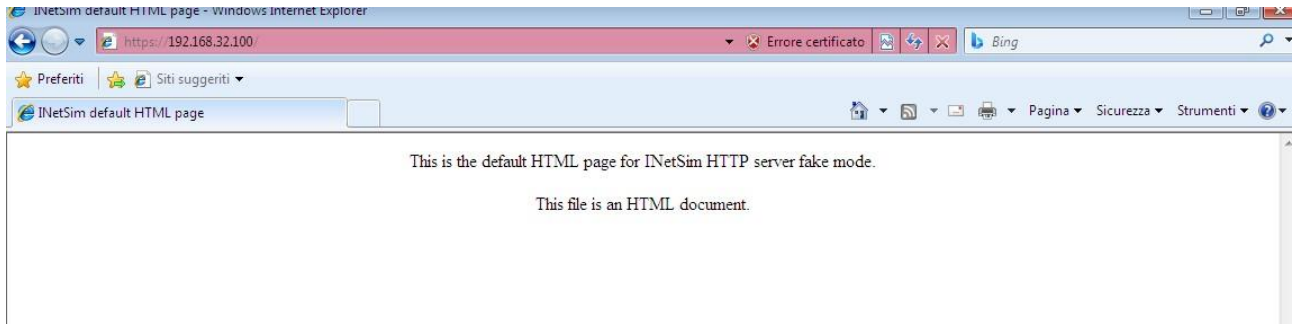 INetSim default HTML page - Windows Internet Explorer
https://192.168.32.100/ Errore certificato Bing
Preferiti Siti suggeriti
INetSim default HTML page Pagina Sicurezza Strumenti
This is the default HTML page for INetSim HTTP server fake mode.
This file is an HTML document.